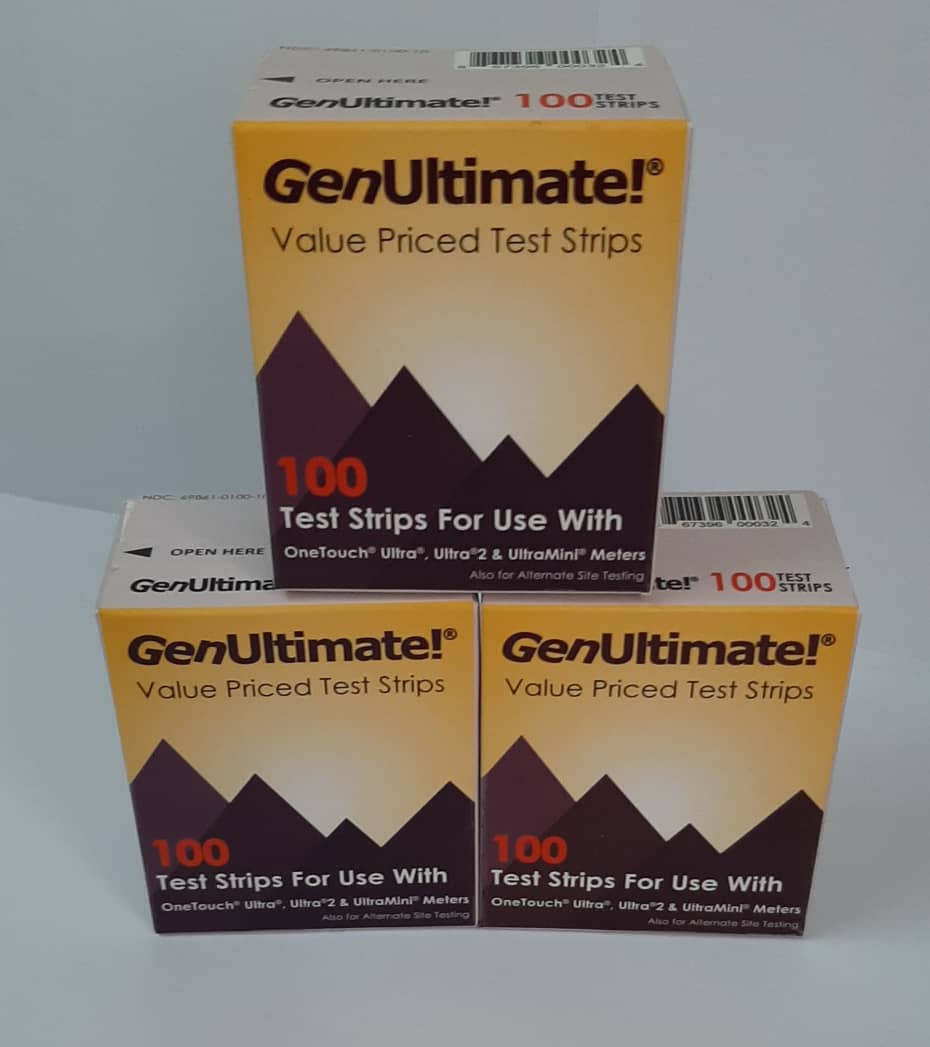 OPEN HERE
GenUltimate!® 100 TEST STRIPS
GenUltimate!®
Value Priced Test Strips
100
Test Strips For Use With
OneTouch® Ultra®, Ultra®2 & UltraMini® Meters
Also for Alternate Site Testing
67396 00032 4
OPEN HERE
GenUltima
te!® 100 TEST STRIPS
GenUltimate!®
Value Priced Test Strips
100
Test Strips For Use With
OneTouch® Ultra®, Ultra®2 & UltraMini® Meters
Also for Alternate Site Testing
GenUltimate!®
Value Priced Test Strips
100
Test Strips For Use With
OneTouch® Ultra®, Ultra®2 & UltraMini® Meters
Also for Alternate Site Testing